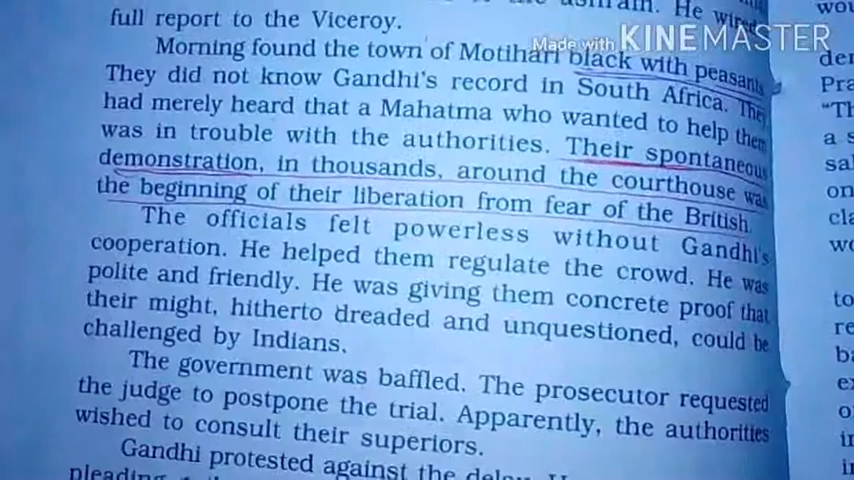 the ashram. He wired
full report to the Viceroy.
Morning found the town of Motihari black with peasants.
They did not know Gandhi's record in South Africa. They
had merely heard that a Mahatma who wanted to help them
was in trouble with the authorities. Their spontaneous
demonstration, in thousands, around the courthouse was
the beginning of their liberation from fear of the British.
The officials felt powerless without Gandhi's
cooperation. He helped them regulate the crowd. He was
polite and friendly. He was giving them concrete proof that
their might, hitherto dreaded and unquestioned, could be
challenged by Indians.
The government was baffled. The prosecutor requested
the judge to postpone the trial. Apparently, the authorities
wished to consult their superiors.
Gandhi protested against the delay.
pleading
Made with KINEMASTER